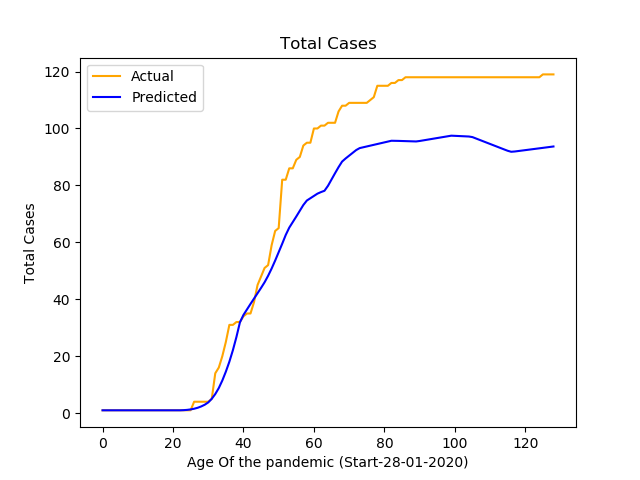 Total Cases
Actual
Predicted
120
100
80
60
40
20
0
Total Cases
0 20 40 60 80 100 120
Age Of the pandemic (Start-28-01-2020)